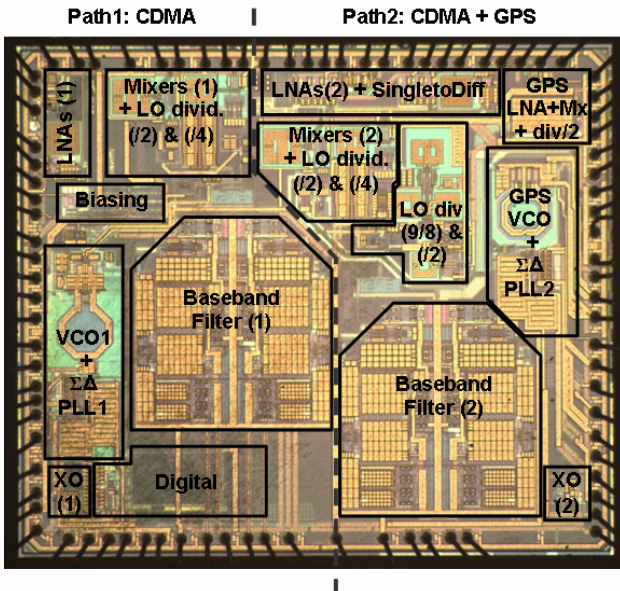 Path1: CDMA
Path2: CDMA + GPS
LNAs (1)
Mixers (1)
+ LO divid.
(/2) & (/4)
LNAs(2) + SingletoDiff
GPS
LNA+Mx
+ div/2
Mixers (2)
+ LO divid.
(/2) & (/4)
Biasing
LO div
(9/8) &
(/2)
GPS
VCO
+
ΣΔ
PLL2
VCO1
+
ΣΔ
PLL1
Baseband
Filter (1)
Baseband
Filter (2)
XO
(1)
Digital
XO
(2)